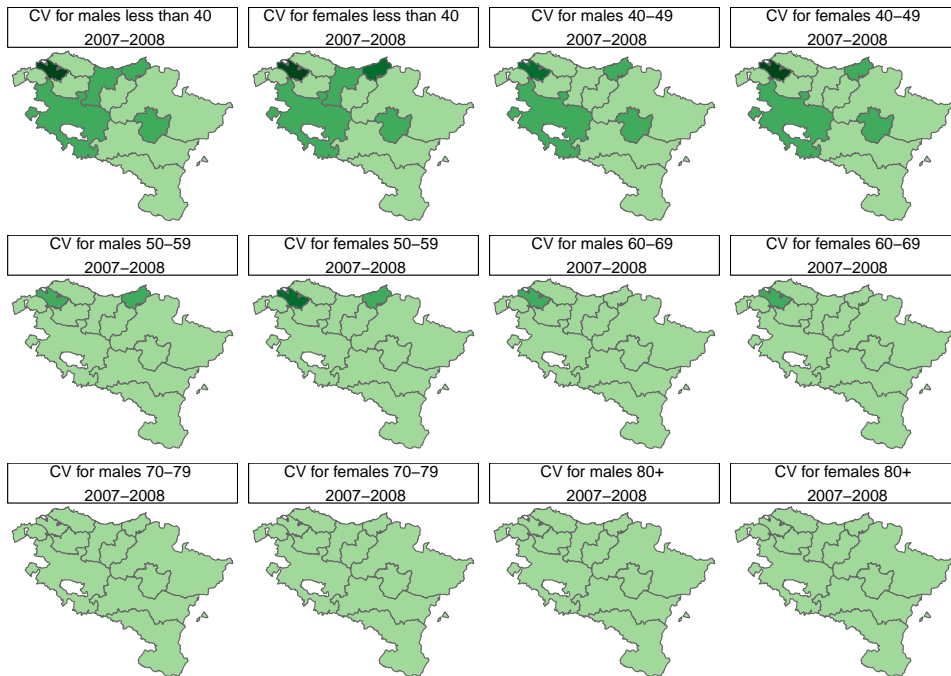 CV for males less than 40
2007−2008
CV for females less than 40
2007−2008
CV for males 40−49
2007−2008
CV for females 40−49
2007−2008
CV for males 50−59
2007−2008
CV for females 50−59
2007−2008
CV for males 60−69
2007−2008
CV for females 60−69
2007−2008
CV for males 70−79
2007−2008
CV for females 70−79
2007−2008
CV for males 80+
2007−2008
CV for females 80+
2007−2008